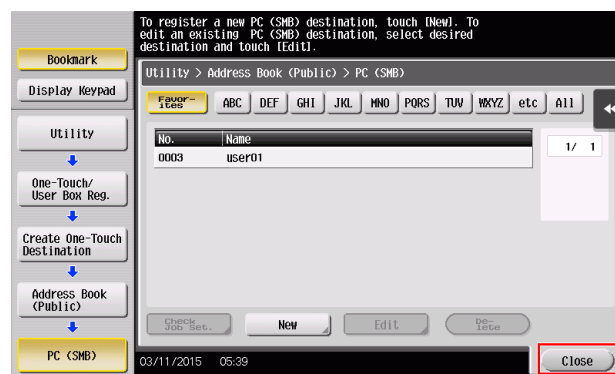 To register a new PC (SMB) destination, touch [New]. To
edit an existing PC (SMB) destination, select desired
destination and touch [Edit].
Bookmark
Display Keypad
Utility
One-Touch/
User Box Reg.
Create One-Touch
Destination
Address Book
(Public)
PC (SMB)
Utility > Address Book (Public) > PC (SMB)
Favor-
ites
ABC DEF GHI JKL MNO PQRS TUV WXYZ etc All
No. Name
0003 user01
1/ 1
Check
Job Set.
New
Edit
De-
lete
03/11/2015 05:39
Close